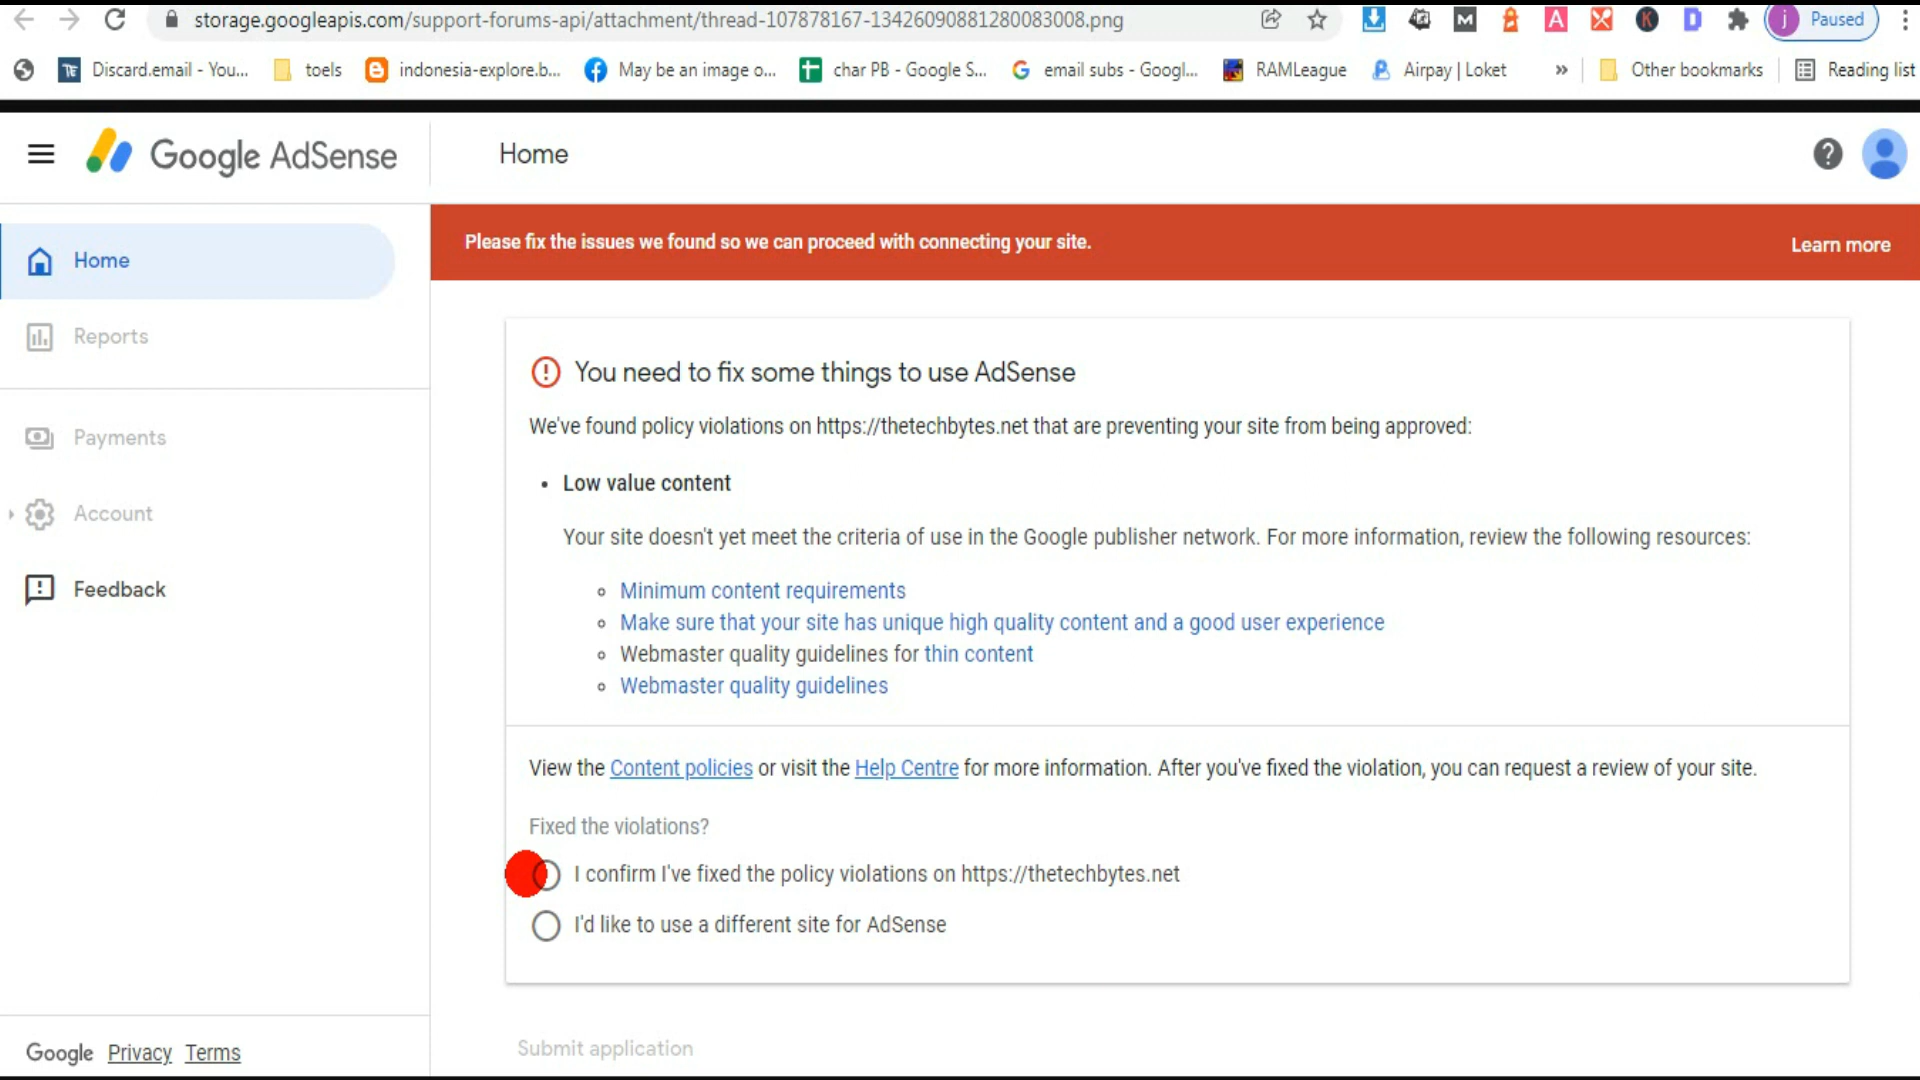 storage.googleapis.com/support-forums-api/attachment/thread-107878167-13426090881280083008.png
M
A
K
D
j
Paused
TE
Discard.email - You...
toels
indonesia-explore.b...
May be an image o...
char PB - Google S...
email subs - Googl...
RAMLeague
Airpay | Loket
»
Other bookmarks
Reading list
Google AdSense
Home
?
Home
Reports
Payments
Account
Feedback
Please fix the issues we found so we can proceed with connecting your site.
Learn more
You need to fix some things to use AdSense
We've found policy violations on https://thetechbytes.net that are preventing your site from being approved:
• Low value content
Your site doesn't yet meet the criteria of use in the Google publisher network. For more information, review the following resources:
Minimum content requirements
Make sure that your site has unique high quality content and a good user experience
Webmaster quality guidelines for thin content
Webmaster quality guidelines
View the Content policies or visit the Help Centre for more information. After you've fixed the violation, you can request a review of your site.
Fixed the violations?
I confirm I've fixed the policy violations on https://thetechbytes.net
I'd like to use a different site for AdSense
Submit application
Google Privacy Terms